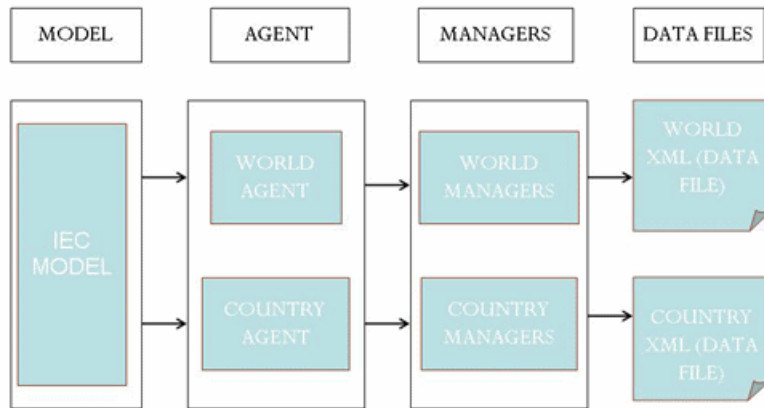 MODEL
AGENT
MANAGERS
DATA FILES
IEC
MODEL
WORLD
AGENT
WORLD
MANAGERS
WORLD
XML (DATA
FILE)
COUNTRY
AGENT
COUNTRY
MANAGERS
COUNTRY
XML (DATA
FILE)